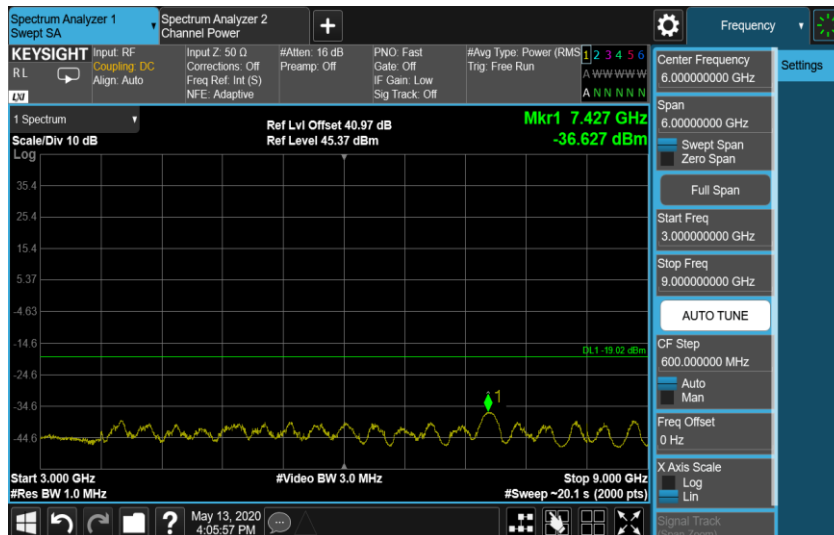 Spectrum Analyzer 1
Swept SA
Spectrum Analyzer 2
Channel Power
Frequency
KEYSIGHT
R L
LXI
Input: RF
Coupling: DC
Align: Auto
Input Z: 50 Ω
Corrections: Off
Freq Ref: Int (S)
NFE: Adaptive
#Atten: 16 dB
Preamp: Off
PNO: Fast
Gate: Off
IF Gain: Low
Sig Track: Off
#Avg Type: Power (RMS
Trig: Free Run
1 2 3 4 5 6
A W W W W W
A N N N N N
1 Spectrum
Scale/Div 10 dB
Log
Ref Lvl Offset 40.97 dB
Ref Level 45.37 dBm
Mkr1 7.427 GHz
-36.627 dBm
35.4
25.4
15.4
5.37
-4.63
-14.6
-24.6
-34.6
-44.6
DL1 -19.02 dBm
1
Start 3.000 GHz
#Res BW 1.0 MHz
#Video BW 3.0 MHz
Stop 9.000 GHz
#Sweep ~20.1 s (2000 pts)
May 13, 2020
4:05:57 PM
Center Frequency
6.000000000 GHz
Span
6.00000000 GHz
Swept Span
Zero Span
Full Span
Start Freq
3.000000000 GHz
Stop Freq
9.000000000 GHz
AUTO TUNE
CF Step
600.000000 MHz
Auto
Man
Freq Offset
0 Hz
X Axis Scale
Log
Lin
Signal Track
(Span Zoom)
Settings